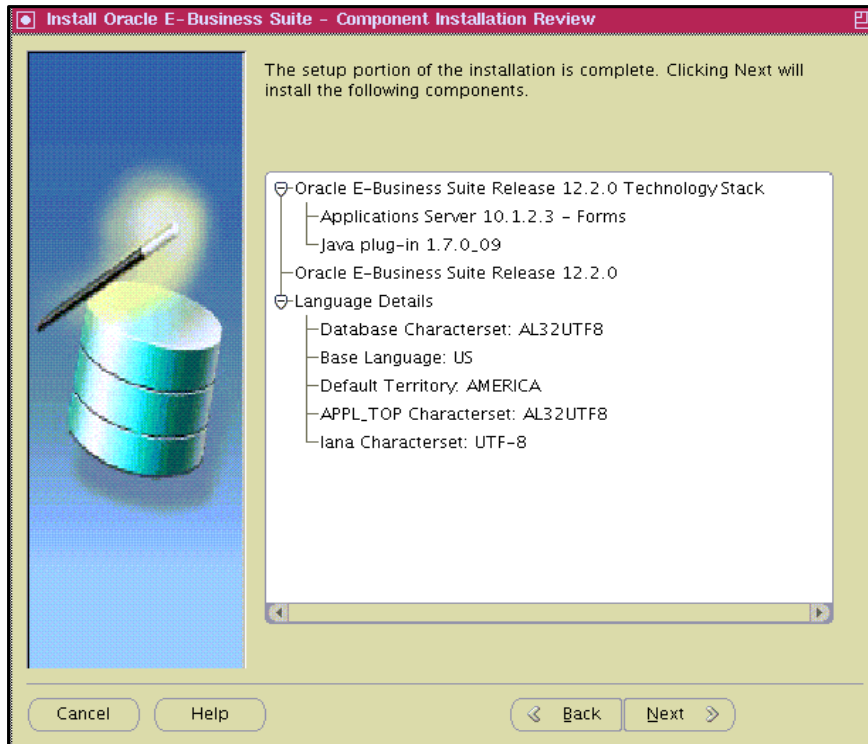 Install Oracle E-Business Suite - Component Installation Review
The setup portion of the installation is complete. Clicking Next will
install the following components.
Oracle E-Business Suite Release 12.2.0 Technology Stack
Applications Server 10.1.2.3 - Forms
Java plug-in 1.7.0_09
Oracle E-Business Suite Release 12.2.0
Language Details
Database Characterset: AL32UTF8
Base Language: US
Default Territory: AMERICA
APPL_TOP Characterset: AL32UTF8
Iana Characterset: UTF-8
Cancel Help Back Next